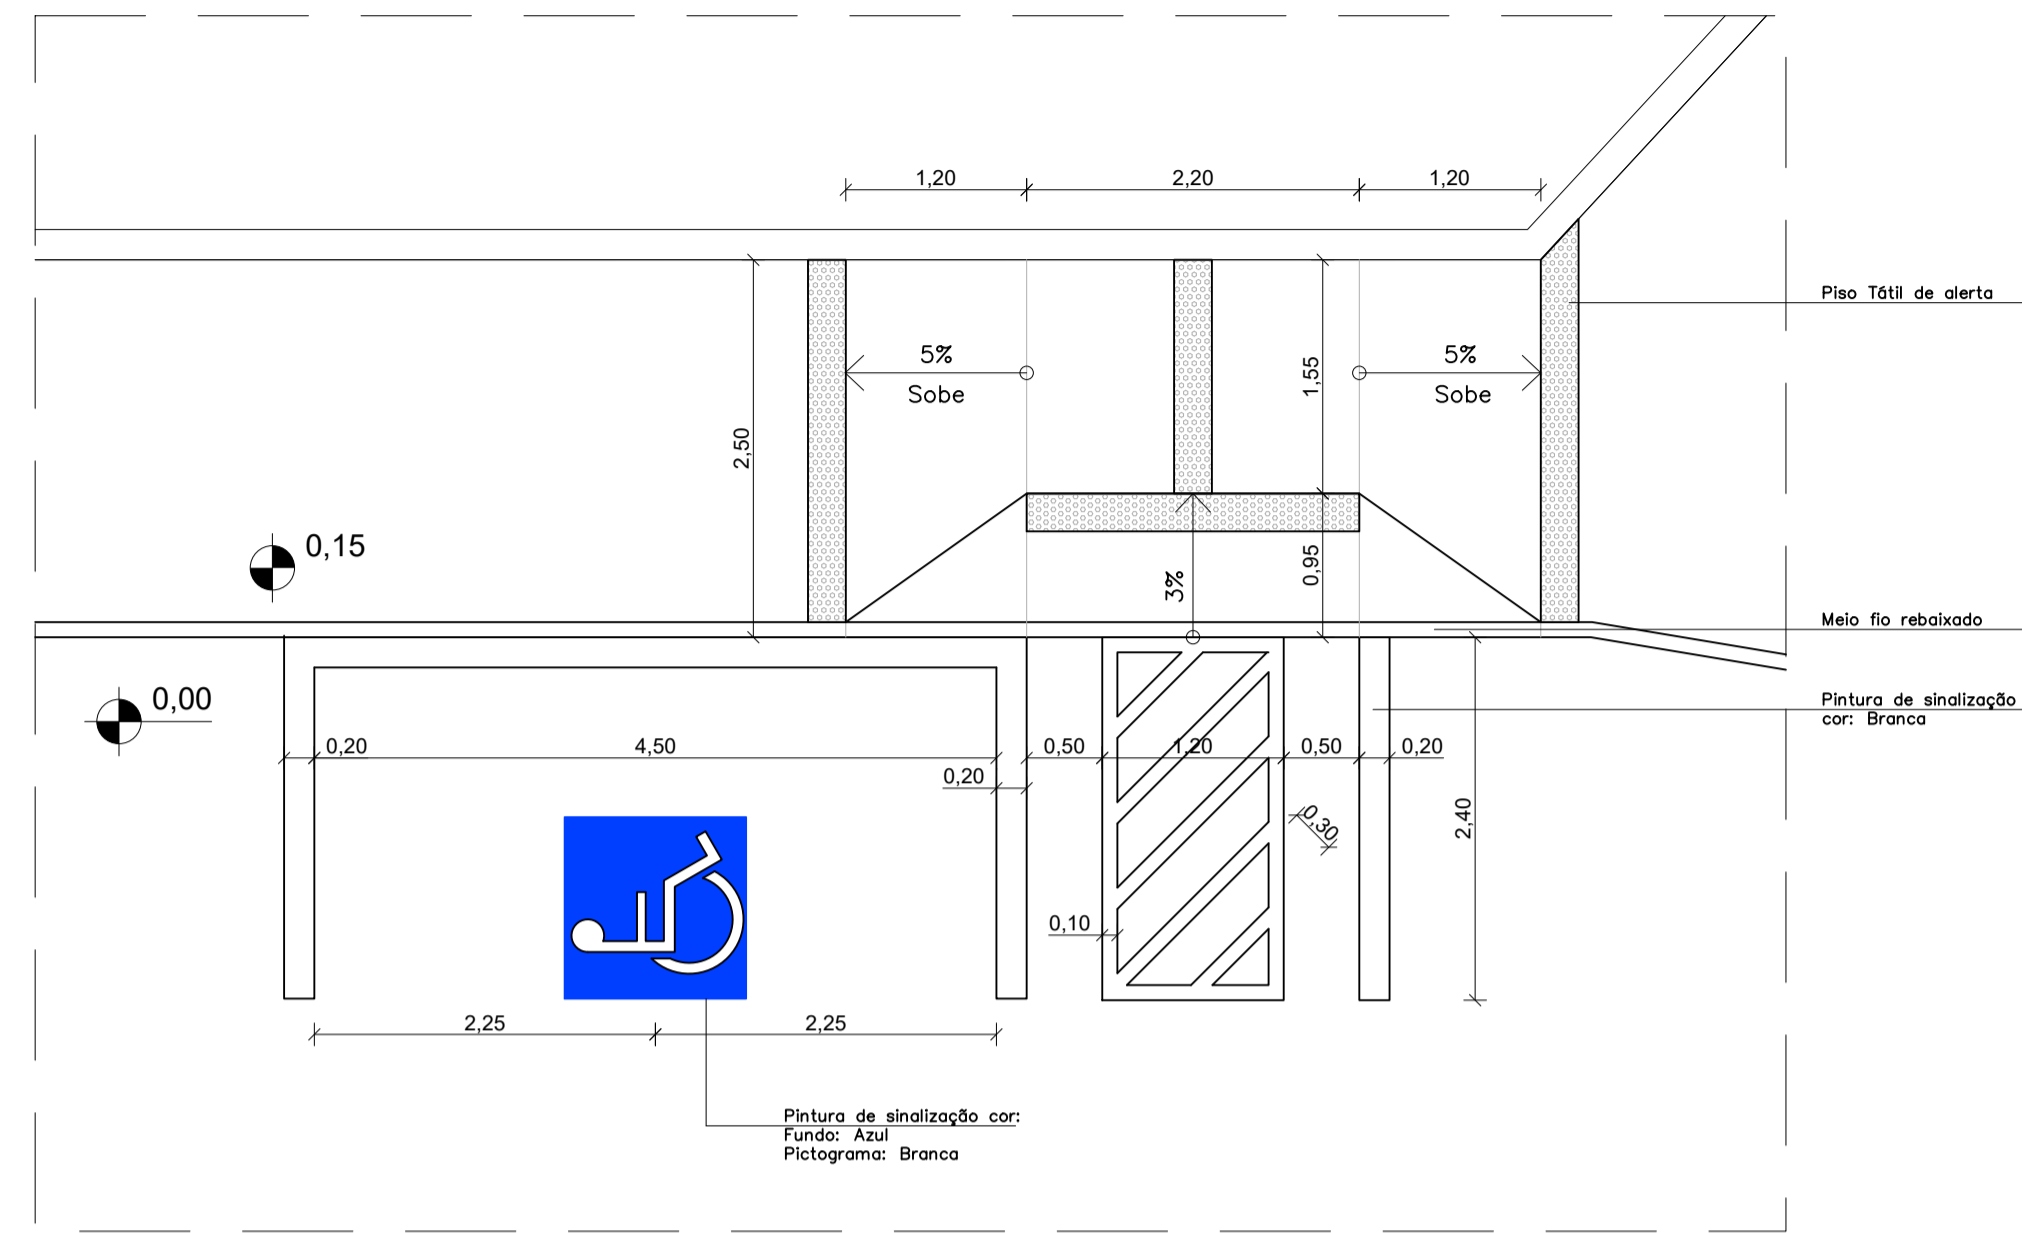 1,20
2,20
1,20
Piso Tátil de alerta
5%
Sobe
5%
Sobe
1,55
2,50
0,15
0,95
3%
Meio fio rebaixado
0,00
Pintura de sinalização
cor: Branca
0,20
4,50
0,50
1,20
0,50
0,20
0,20
2,40
0,30
0,10
2,25
2,25
Pintura de sinalização cor:
Fundo: Azul
Pictograma: Branca